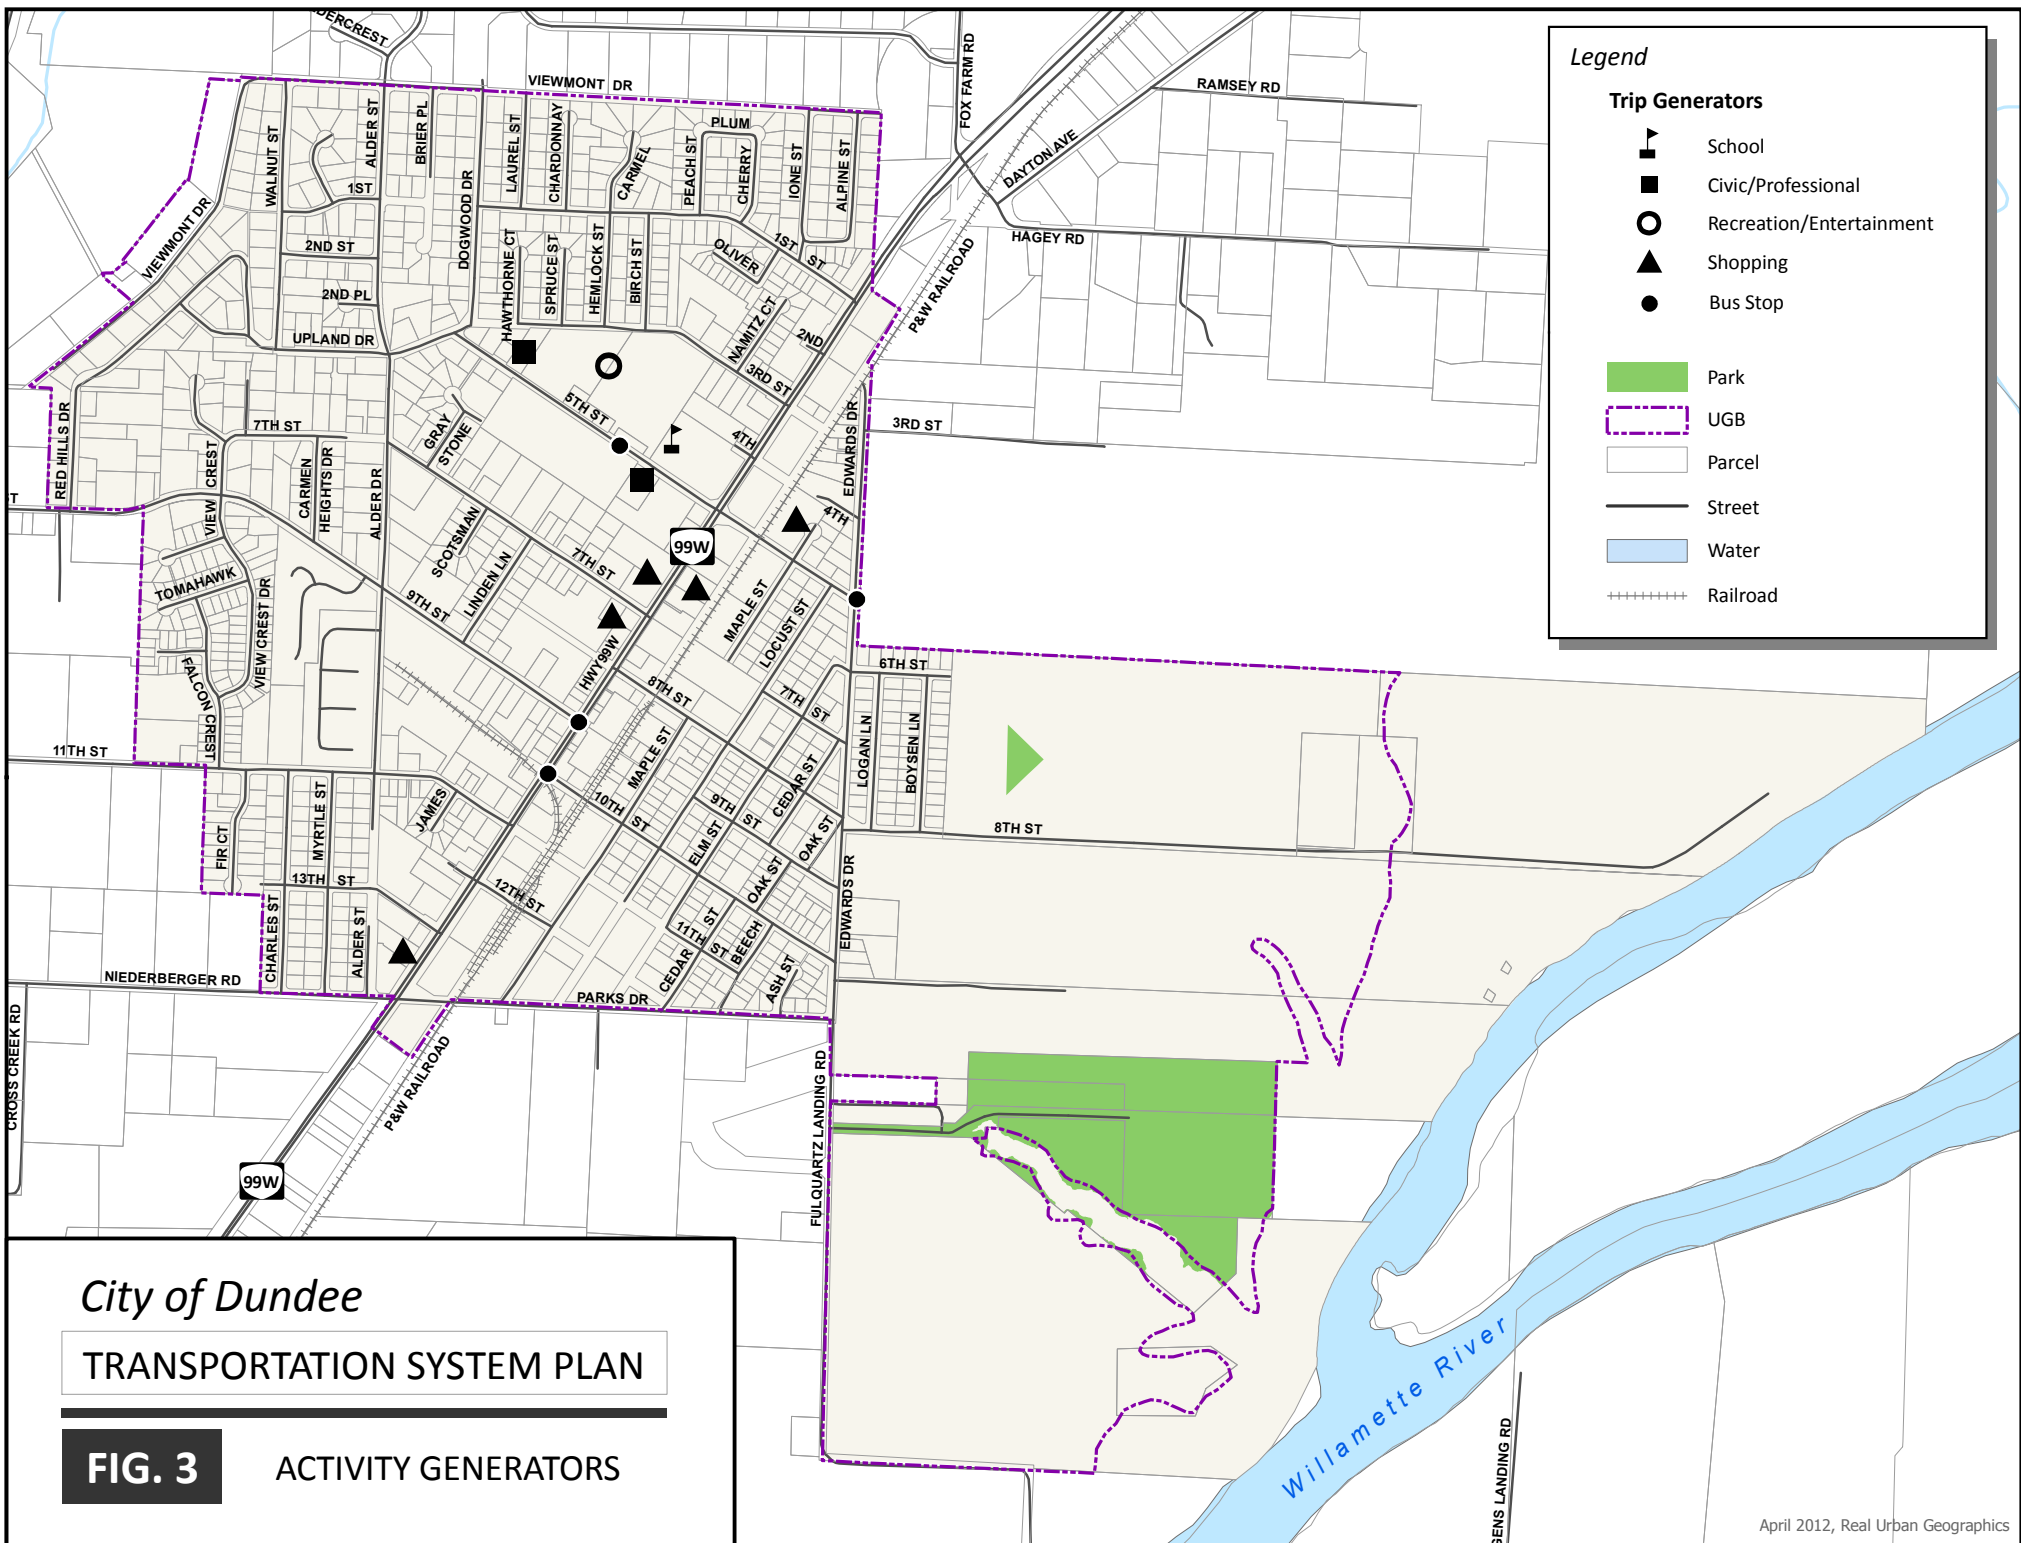 DERCREST
VIEWMONT DR
FOX FARM RD
RAMSEY RD
DAYTON AVE
HAGEY RD
P&W RAILROAD
WALNUT ST
ALDER ST
BRIER PL
LAUREL ST
CHARDONNAY
CARMEL
PEACH ST
PLUM
CHERRY
IONE ST
ALPINE ST
1ST
VIEWMONT DR
2ND ST
DOGWOOD DR
HAWTHORNE CT
SPRUCE ST
HEMLOCK ST
BIRCH ST
OLIVER
1ST ST
2ND PL
UPLAND DR
NAMITZ CT
2ND
3RD ST
RED HILLS DR
7TH ST
GRAY STONE
5TH ST
4TH
EDWARDS DR
3RD ST
ST
VIEW CREST
CARMEN
HEIGHTS DR
ALDER DR
SCOTSMAN
LINDEN LN
7TH ST
99W
4TH
TOMAHAWK
VIEW CREST DR
9TH ST
MAPLE ST
LOCUST ST
HWY99W
FALCON CREST
8TH ST
7TH ST
6TH ST
LOGAN LN
BOYSEN LN
11TH ST
MAPLE ST
CEDAR ST
10TH ST
9TH ST
OAK ST
ELM ST
8TH ST
JAMES
MYRTLE ST
FIR CT
13TH ST
12TH ST
OAK ST
EDWARDS DR
CHARLES ST
ALDER ST
11TH ST
ST
BEECH
CEDAR
ASH ST
NIEDERBERGER RD
PARKS DR
CROSS CREEK RD
P&W RAILROAD
FULQUARTZ LANDING RD
99W
Willamette River
GENS LANDING RD
Legend
Trip Generators
School
Civic/Professional
Recreation/Entertainment
Shopping
Bus Stop
Park
UGB
Parcel
Street
Water
Railroad
City of Dundee
TRANSPORTATION SYSTEM PLAN
FIG. 3 ACTIVITY GENERATORS
April 2012, Real Urban Geographics